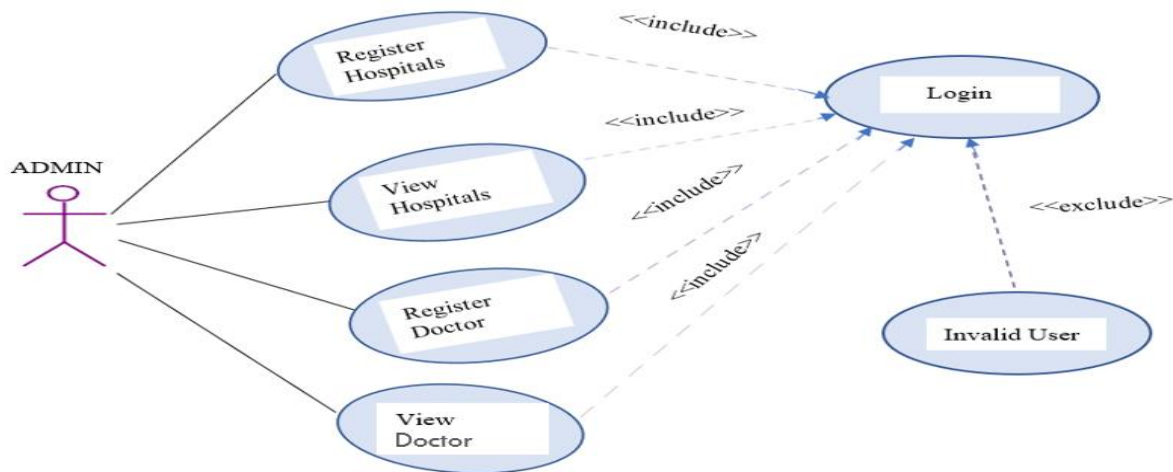 <<include>>
Register
Hospitals
Login
<<include>>
ADMIN
View
Hospitals
<<include>>
<<exclude>>
<<include>>
Register
Doctor
Invalid User
View
Doctor